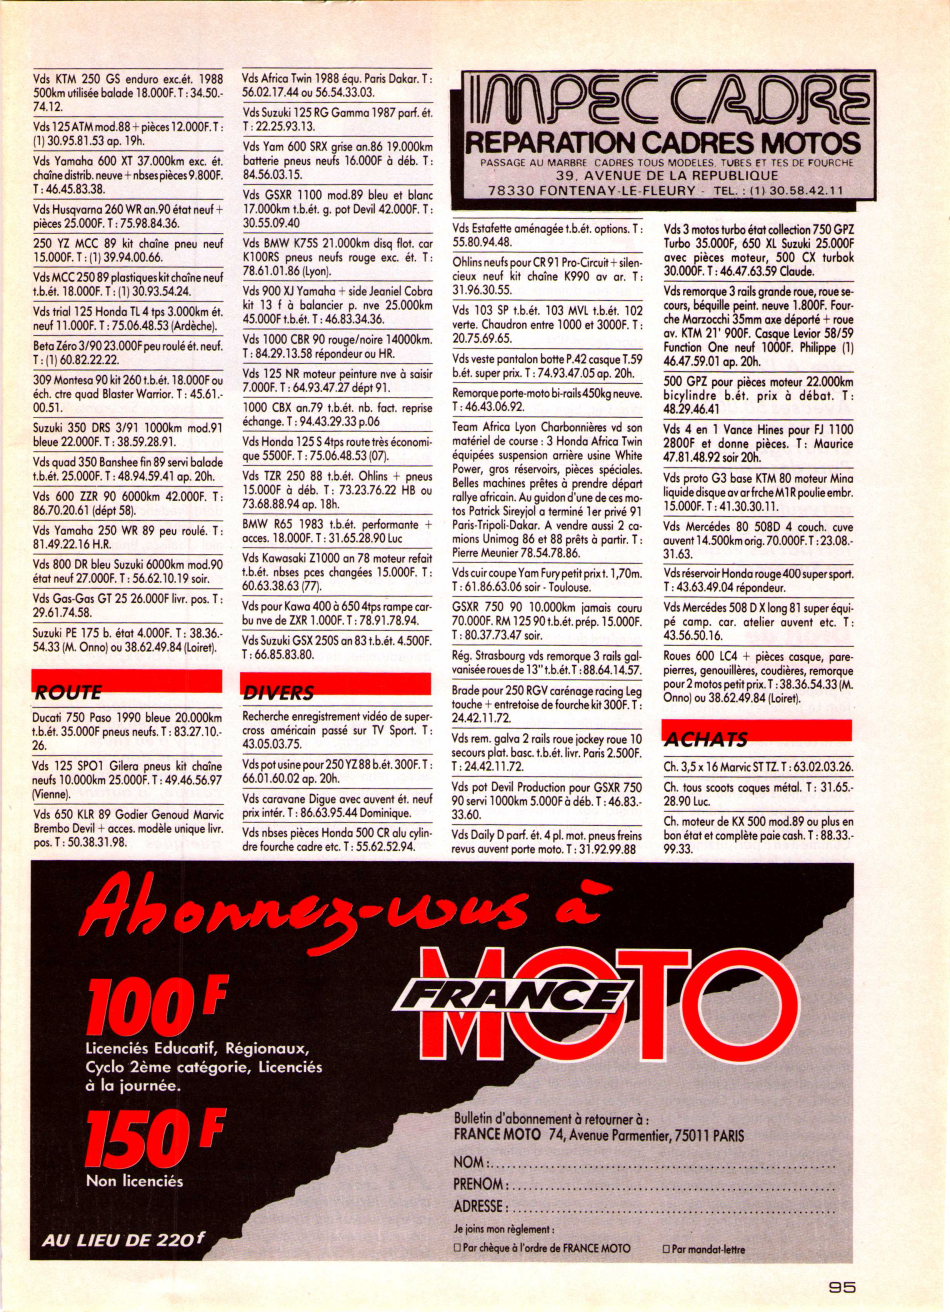 Vds KTM 250 GS enduro exc.ét. 1988
500km utilisée balade 18.000F. T : 34.50.-
74.12.
Vds 125 ATM mod.88 + pièces 12.000F. T :
(1) 30.95.81.53 ap. 19h.
Vds Yamaha 600 XT 37.000km exc. ét.
chaîne distrib. neuve + nbses pièces 9.800F.
T : 46.45.83.38.
Vds Husqvarna 260 WR an.90 état neuf +
pièces 25.000F. T : 75.98.84.36.
250 YZ MCC 89 kit chaîne pneu neuf
15.000F. T : (1) 39.94.00.66.
Vds MCC 250 89 plastiques kit chaîne neuf
t.b.ét. 18.000F. T : (1) 30.93.54.24.
Vds trial 125 Honda TL 4 tps 3.000km ét.
neuf 11.000F. T : 75.06.48.53 (Ardèche).
Beta Zéro 3/90 23.000F peu roulé ét. neuf.
T : (1) 60.82.22.22.
309 Montesa 90 kit 260 t.b.ét. 18.000F ou
éch. ctre quad Blaster Warrior. T : 45.61.-
00.51.
Suzuki 350 DRS 3/91 1000km mod.91
bleue 22.000F. T : 38.59.28.91.
Vds quad 350 Banshee fin 89 servi balade
t.b.ét. 25.000F. T : 48.94.59.41 ap. 20h.
Vds 600 ZZR 90 6000km 42.000F. T :
86.70.20.61 (dépt 58).
Vds Yamaha 250 WR 89 peu roulé. T :
81.49.22.16 H.R.
Vds 800 DR bleu Suzuki 6000km mod.90
état neuf 27.000F. T : 56.62.10.19 soir.
Vds Gas-Gas GT 25 26.000F livr. pos. T :
29.61.74.58.
Suzuki PE 175 b. état 4.000F. T : 38.36.-
54.33 (M. Onno) ou 38.62.49.84 (Loiret).
ROUTE
Ducati 750 Paso 1990 bleue 20.000km
t.b.ét. 35.000F pneus neufs. T : 83.27.10.-
26.
Vds 125 SPO1 Gilera pneus kit chaîne
neufs 10.000km 25.000F. T : 49.46.56.97
(Vienne).
Vds 650 KLR 89 Godier Genoud Marvic
Brembo Devil + acces. modèle unique livr.
pos. T : 50.38.31.98.
Vds Africa Twin 1988 équ. Paris Dakar. T :
56.02.17.44 ou 56.54.33.03.
Vds Suzuki 125 RG Gamma 1987 parf. ét.
T : 22.25.93.13.
Vds Yam 600 SRX grise an.86 19.000km
batterie pneus neufs 16.000F à déb. T :
84.56.03.15.
Vds GSXR 1100 mod.89 bleu et blanc
17.000km t.b.ét. g. pot Devil 42.000F. T :
30.55.09.40
Vds BMW K75S 21.000km disq flot. car
K100RS pneus neufs rouge exc. ét. T :
78.61.01.86 (Lyon).
Vds 900 XJ Yamaha + side Jeaniel Cobra
kit 13 f à balancier p. nve 25.000km
45.000F t.b.ét. T : 46.83.34.36.
Vds 1000 CBR 90 rouge/noire 14000km.
T : 84.29.13.58 répondeur ou HR.
Vds 125 NR moteur peinture nve à saisir
7.000F. T : 64.93.47.27 dépt 91.
1000 CBX an.79 t.b.ét. nb. fact. reprise
échange. T : 94.43.29.33 p.06
Vds Honda 125 S 4tps route très économi-
que 5500F. T : 75.06.48.53 (07).
Vds TZR 250 88 t.b.ét. Ohlins + pneus
15.000F à déb. T : 73.23.76.22 HB ou
73.68.88.94 ap. 18h.
BMW R65 1983 t.b.ét. performante +
acces. 18.000F. T : 31.65.28.90 Luc
Vds Kawasaki Z1000 an 78 moteur refait
t.b.ét. nbses pces changées 15.000F. T :
60.63.38.63 (77).
Vds pour Kawa 400 à 650 4tps rampe car-
bu nve de ZXR 1.000F. T : 78.91.78.94.
Vds Suzuki GSX 250S an 83 t.b.ét. 4.500F.
T : 66.85.83.80.
DIVERS
Recherche enregistrement vidéo de super-
cross américain passé sur TV Sport. T :
43.05.03.75.
Vds pot usine pour 250 YZ 88 b.ét. 300F. T :
66.01.60.02 ap. 20h.
Vds caravane Digue avec auvent ét. neuf
prix intér. T : 86.63.95.44 Dominique.
Vds nbses pièces Honda 500 CR alu cylin-
dre fourche cadre etc. T : 55.62.52.94.
IMPEC CADRE
REPARATION CADRES MOTOS
PASSAGE AU MARBRE CADRES TOUS MODELES, TUBES ET TES DE FOURCHE
39, AVENUE DE LA REPUBLIQUE
78330 FONTENAY-LE-FLEURY - TEL. : (1) 30.58.42.11
Vds Estafette aménagée t.b.ét. options. T :
55.80.94.48.
Ohlins neufs pour CR 91 Pro-Circuit + silen-
cieux neuf kit chaîne K990 av ar. T :
31.96.30.55.
Vds 103 SP t.b.ét. 103 MVL t.b.ét. 102
verte. Chaudron entre 1000 et 3000F. T :
20.75.69.65.
Vds veste pantalon botte P.42 casque T.59
b.ét. super prix. T : 74.93.47.05 ap. 20h.
Remorque porte-moto bi-rails 450kg neuve.
T : 46.43.06.92.
Team Africa Lyon Charbonnières vd son
matériel de course : 3 Honda Africa Twin
équipées suspension arrière usine White
Power, gros réservoirs, pièces spéciales.
Belles machines prêtes à prendre départ
rallye africain. Au guidon d'une de ces mo-
tos Patrick Sireyjol a terminé 1er privé 91
Paris-Tripoli-Dakar. A vendre aussi 2 ca-
mions Unimog 86 et 88 prêts à partir. T :
Pierre Meunier 78.54.78.86.
Vds cuir coupe Yam Fury petit prix t. 1,70m.
T : 61.86.63.06 soir - Toulouse.
GSXR 750 90 10.000km jamais couru
70.000F. RM 125 90 t.b.ét. prép. 15.000F.
T : 80.37.73.47 soir.
Rég. Strasbourg vds remorque 3 rails gal-
vanisée roues de 13" t.b.ét. T : 88.64.14.57.
Brade pour 250 RGV carénage racing Leg
touche + entretoise de fourche kit 300F. T :
24.42.11.72.
Vds rem. galva 2 rails roue jockey roue 10
secours plat. basc. t.b.ét. livr. Paris 2.500F.
T : 24.42.11.72.
Vds pot Devil Production pour GSXR 750
90 servi 1000km 5.000F à déb. T : 46.83.-
33.60.
Vds Daily D parf. ét. 4 pl. mot. pneus freins
revus auvent porte moto. T : 31.92.99.88
Vds 3 motos turbo état collection 750 GPZ
Turbo 35.000F, 650 XL Suzuki 25.000F
avec pièces moteur, 500 CX turbok
30.000F. T : 46.47.63.59 Claude.
Vds remorque 3 rails grande roue, roue se-
cours, béquille peint. neuve 1.800F. Four-
che Marzocchi 35mm axe déporté + roue
av. KTM 21' 900F. Casque Levior 58/59
Function One neuf 1000F. Philippe (1)
46.47.59.01 ap. 20h.
500 GPZ pour pièces moteur 22.000km
bicylindre b.ét. prix à débat. T :
48.29.46.41
Vds 4 en 1 Vance Hines pour FJ 1100
2800F et donne pièces. T : Maurice
47.81.48.92 soir 20h.
Vds proto G3 base KTM 80 moteur Mina
liquide disque av ar frche M1R poulie embr.
15.000F. T : 41.30.30.11.
Vds Mercédes 80 508D 4 couch. cuve
auvent 14.500km orig. 70.000F. T : 23.08.-
31.63.
Vds réservoir Honda rouge 400 super sport.
T : 43.63.49.04 répondeur.
Vds Mercédes 508 D X long 81 super équi-
pé camp. car. atelier auvent etc. T :
43.56.50.16.
Roues 600 LC4 + pièces casque, pare-
pierres, genouillères, coudières, remorque
pour 2 motos petit prix. T : 38.36.54.33 (M.
Onno) ou 38.62.49.84 (Loiret).
ACHATS
Ch. 3,5 x 16 Marvic ST TZ. T : 63.02.03.26.
Ch. tous scoots coques métal. T : 31.65.-
28.90 Luc.
Ch. moteur de KX 500 mod.89 ou plus en
bon état et complète paie cash. T : 88.33.-
99.33.
Abonnez-vous à
FRANCE MOTO
100F
Licenciés Educatif, Régionaux,
Cyclo 2ème catégorie, Licenciés
à la journée.
150F
Non licenciés
AU LIEU DE 220f
Bulletin d'abonnement à retourner à :
FRANCE MOTO 74, Avenue Parmentier, 75011 PARIS
NOM :
PRENOM :
ADRESSE :
Je joins mon règlement :
☐ Par chèque à l'ordre de FRANCE MOTO ☐ Par mandat-lettre
95